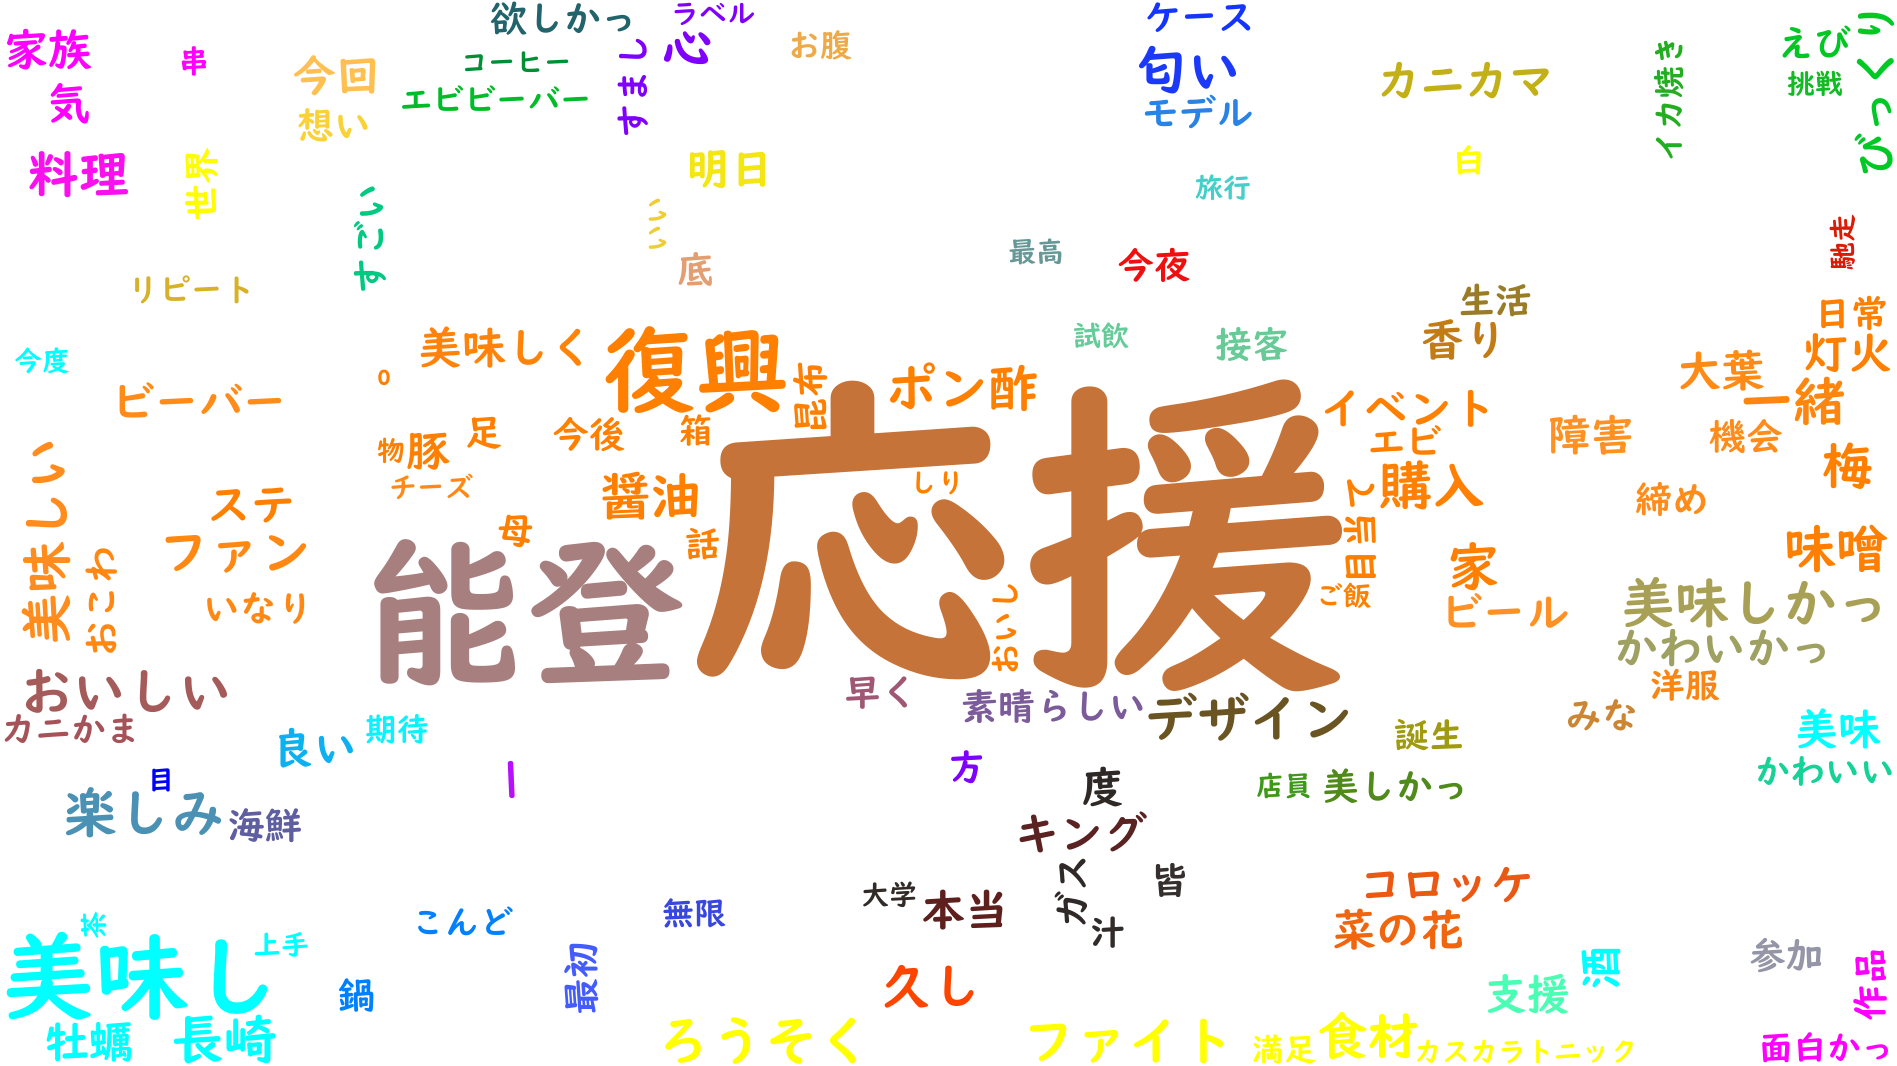 家族
串
今回
欲しかっ
ラベル
心
コーヒー
エビビーバー
すまし
お腹
ケース
匂い
モデル
カニカマ
イカ焼き
えび
挑戦
びっくり
気
想い
料理
世界
すごい
明日
いい
底
旅行
白
最高
今夜
馳走
リピート
生活
香り
日常
灯火
今度
美味しく
復興
昆布
ポン酢
試飲
接客
大葉
一緒
ビーバー
0
足
今後
箱
イベント
エビ
障害
機会
物
豚
チーズ
しり
購入
梅
美味しい
ステ
醤油
応援
締め
ファン
母
話
目当て
家
味噌
おこわ
いなり
能登
おいし
ご飯
ビール
美味しかっ
かわいかっ
おいしい
カニかま
早く
素晴らしい
デザイン
洋服
みな
良い
期待
誕生
美味
かわいい
目
楽しみ
海鮮
ー
方
度
店員
美しかっ
キング
ガス
皆
コロッケ
大学
本当
汁
菜の花
こんど
無限
美味し
上手
鍋
最初
久し
支援
酒
参加
作品
牡蠣
長崎
ろうそく
ファイト
満足
食材
カスカラトニック
面白かっ